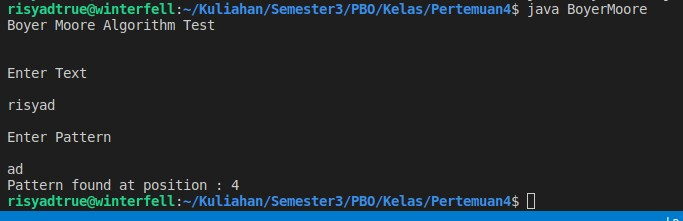 risyadtrue@winterfell:~/Kuliahan/Semester3/PBO/Kelas/Pertemuan4$ java BoyerMoore
Boyer Moore Algorithm Test
Enter Text
risyad
Enter Pattern
ad
Pattern found at position : 4
risyadtrue@winterfell:~/Kuliahan/Semester3/PBO/Kelas/Pertemuan4$